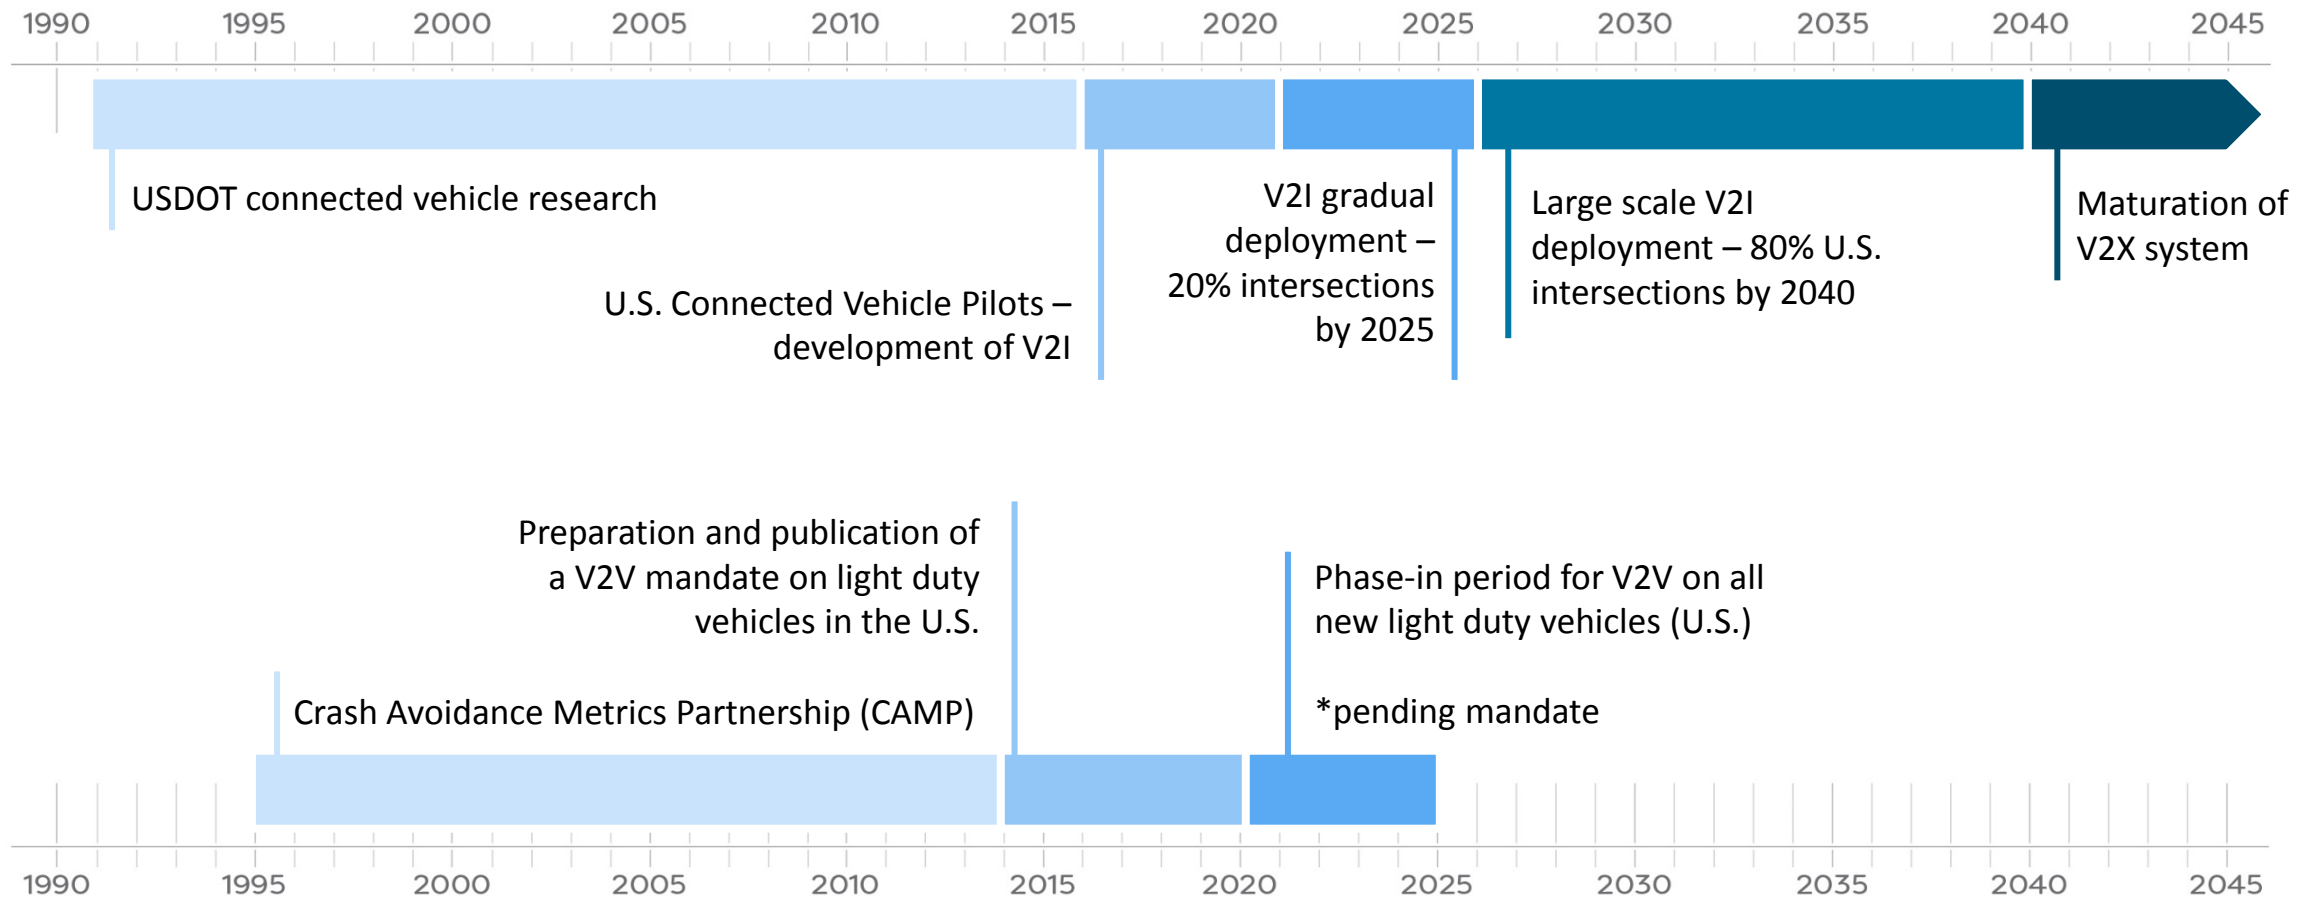 1990 1995 2000 2005 2010 2015 2020 2025 2030 2035 2040 2045
USDOT connected vehicle research
U.S. Connected Vehicle Pilots –
development of V2I
V2I gradual
deployment –
20% intersections
by 2025
Large scale V2I
deployment – 80% U.S.
intersections by 2040
Maturation of
V2X system
Preparation and publication of
a V2V mandate on light duty
vehicles in the U.S.
Phase-in period for V2V on all
new light duty vehicles (U.S.)
*pending mandate
Crash Avoidance Metrics Partnership (CAMP)
1990 1995 2000 2005 2010 2015 2020 2025 2030 2035 2040 2045